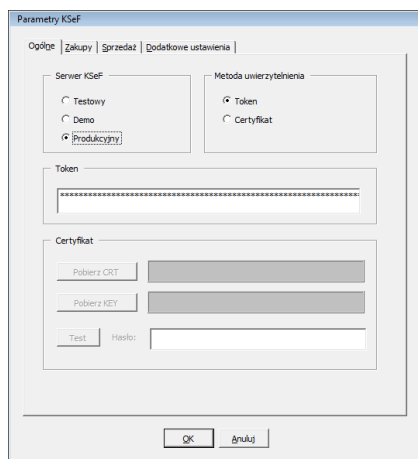 Parametry KSeF
Ogólne Zakupy Sprzedaż Dodatkowe ustawienia
Serwer KSeF
Testowy
Demo
Produkcyjny
Metoda uwierzytelnienia
Token
Certyfikat
Token
******************************************************************
Certyfikat
Pobierz CRT
Pobierz KEY
Test Hasło:
OK Anuluj